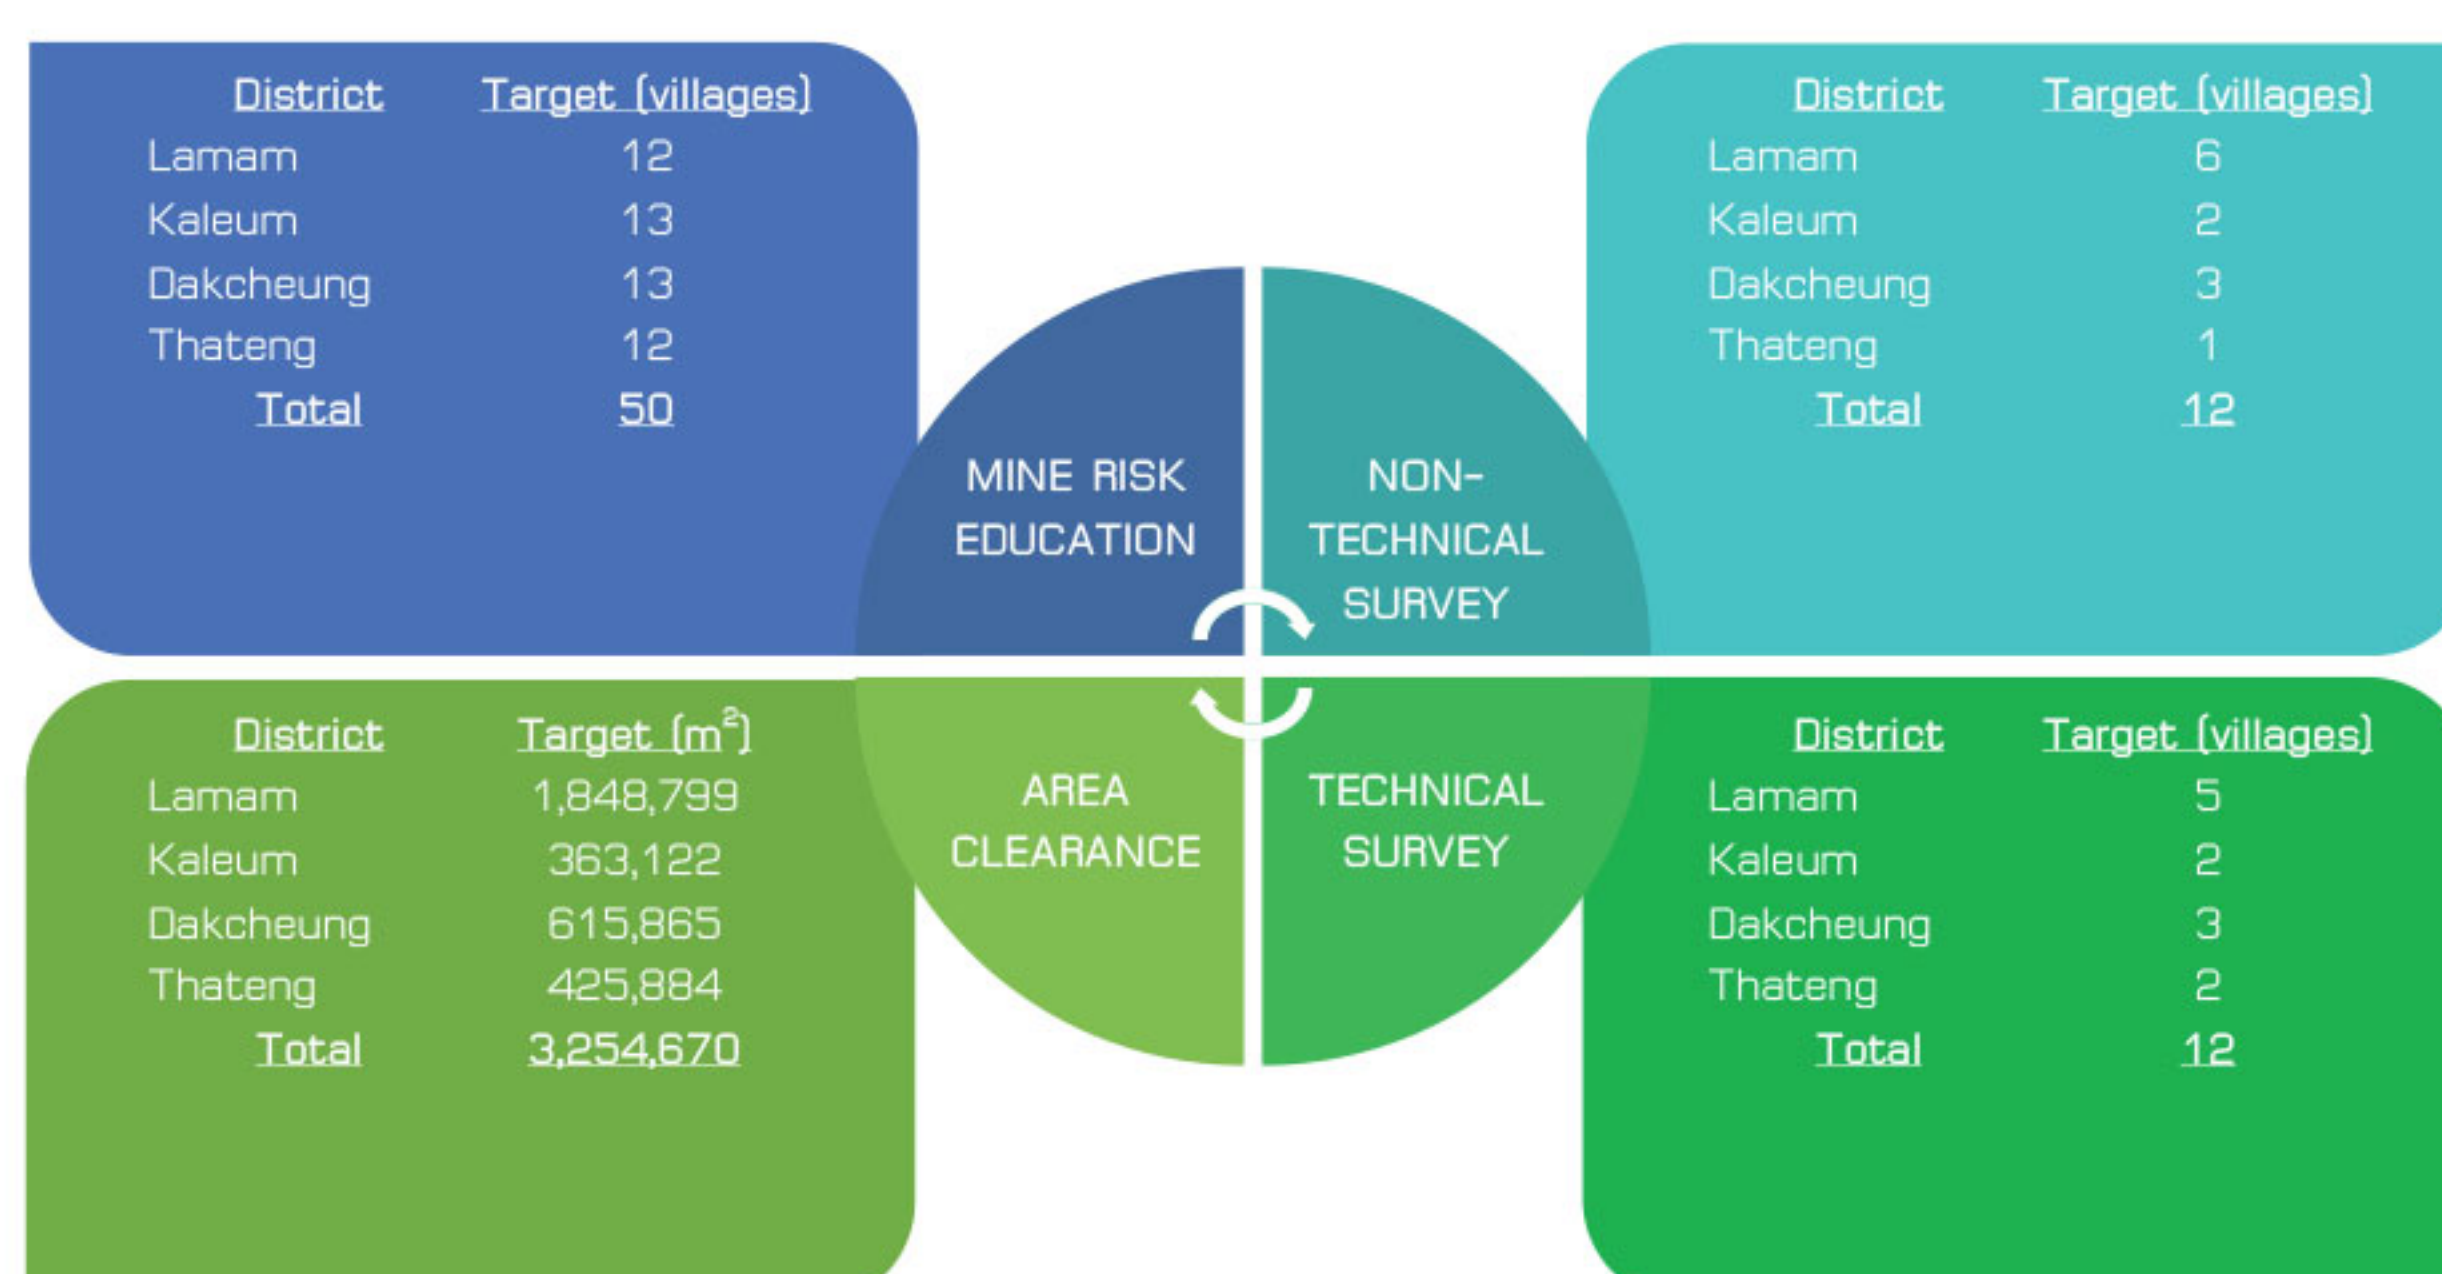 District Target (villages)
Lamam 12
Kaleum 13
Dakcheung 13
Thateng 12
Total 50
District Target (villages)
Lamam 6
Kaleum 2
Dakcheung 3
Thateng 1
Total 12
MINE RISK
EDUCATION
NON-
TECHNICAL
SURVEY
District Target (m²)
Lamam 1,848,799
Kaleum 363,122
Dakcheung 615,865
Thateng 425,884
Total 3,254,670
AREA
CLEARANCE
TECHNICAL
SURVEY
District Target (villages)
Lamam 5
Kaleum 2
Dakcheung 3
Thateng 2
Total 12